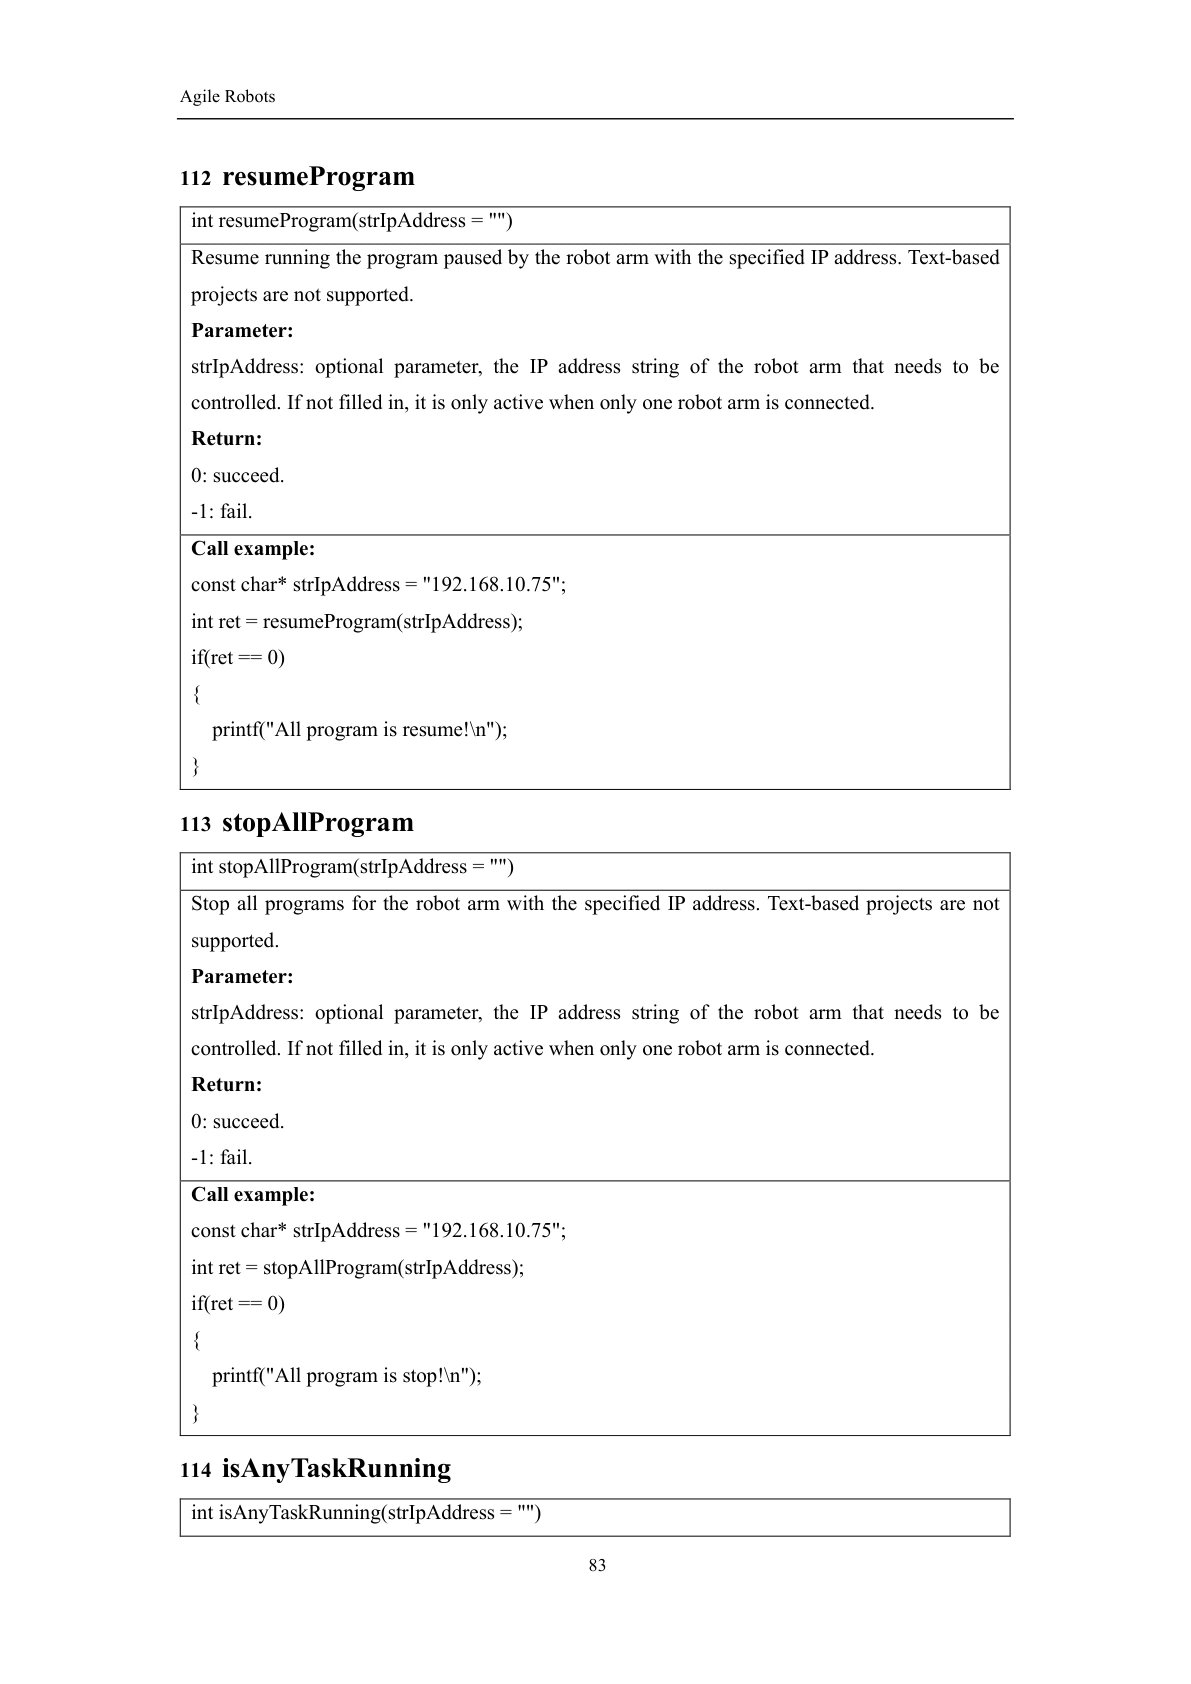 Agile Robots
112 resumeProgram
int resumeProgram(strIpAddress = "")
Resume running the program paused by the robot arm with the specified IP address. Text-based
projects are not supported.
Parameter:
strIpAddress: optional parameter, the IP address string of the robot arm that needs to be
controlled. If not filled in, it is only active when only one robot arm is connected.
Return:
0: succeed.
-1: fail.
Call example:
const char* strIpAddress = "192.168.10.75";
int ret = resumeProgram(strIpAddress);
if(ret == 0)
{
printf("All program is resume!\n");
}
113 stopAllProgram
int stopAllProgram(strIpAddress = "")
Stop all programs for the robot arm with the specified IP address. Text-based projects are not
supported.
Parameter:
strIpAddress: optional parameter, the IP address string of the robot arm that needs to be
controlled. If not filled in, it is only active when only one robot arm is connected.
Return:
0: succeed.
-1: fail.
Call example:
const char* strIpAddress = "192.168.10.75";
int ret = stopAllProgram(strIpAddress);
if(ret == 0)
{
printf("All program is stop!\n");
}
114 isAnyTaskRunning
int isAnyTaskRunning(strIpAddress = "")
83